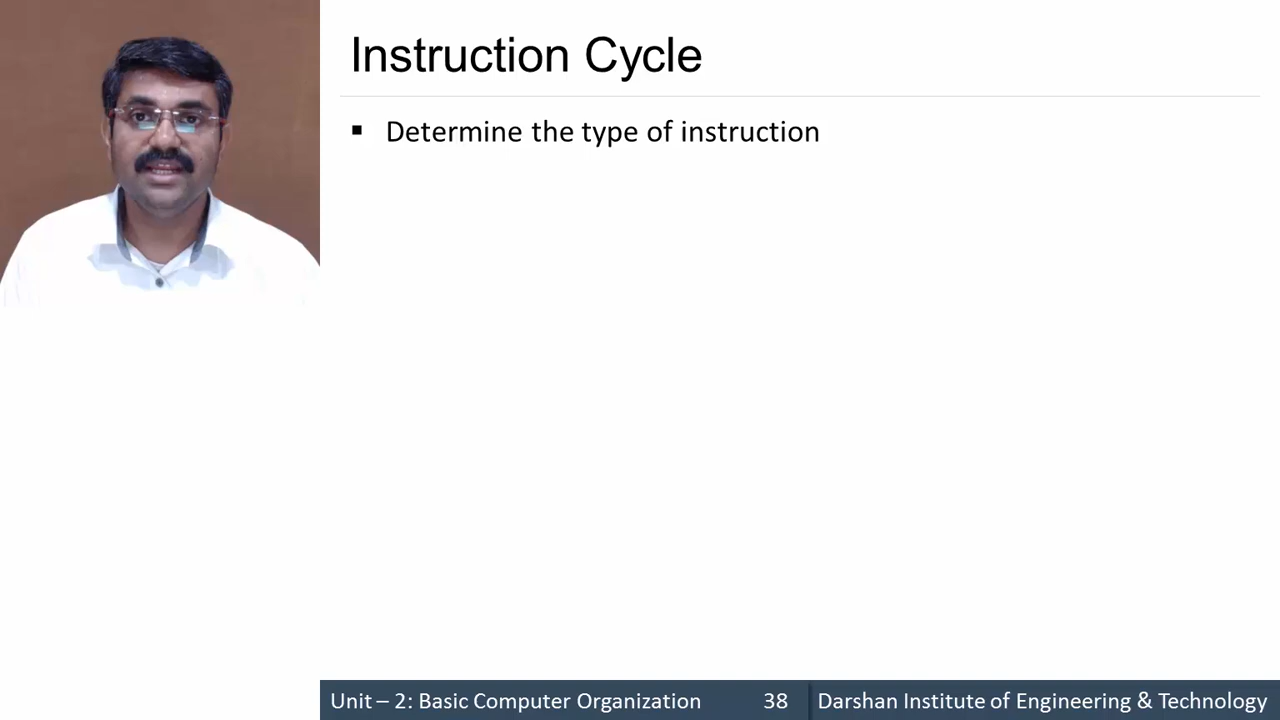 Instruction Cycle
Determine the type of instruction
Unit – 2: Basic Computer Organization 38 Darshan Institute of Engineering & Technology